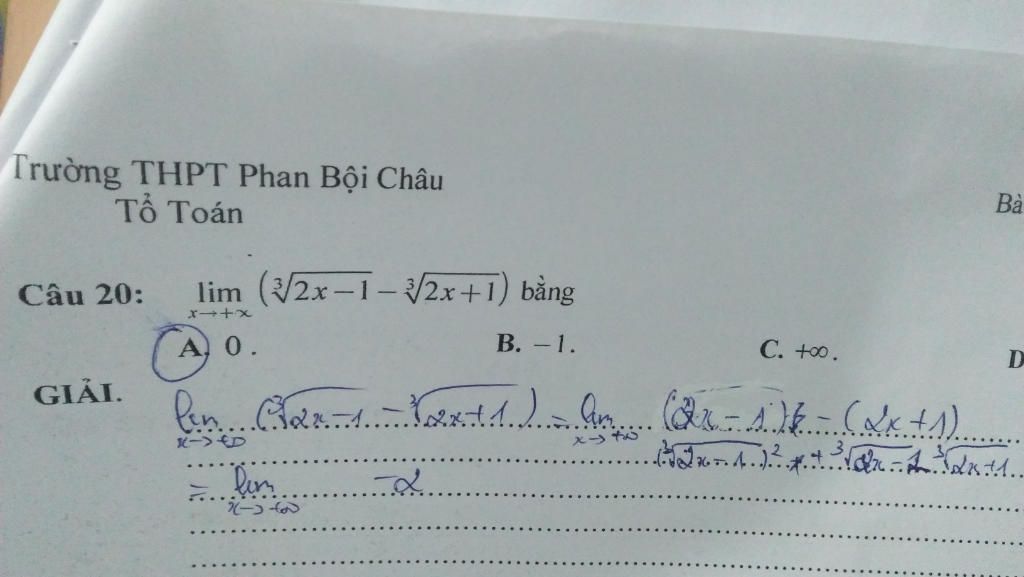 Trường THPT Phan Bội Châu
Tổ Toán
Bà
Câu 20: lim x→+∞ (∛(2x−1) − ∛(2x+1)) bằng
A. 0. B. −1. C. +∞. D
GIẢI.
lim x→+∞ (∛(2x−1) − ∛(2x+1)) = lim x→+∞ ((2x−1) − (2x+1)) / ((∛(2x−1))² + ∛(2x−1) ∛(2x+1)
= lim x→+∞ −2